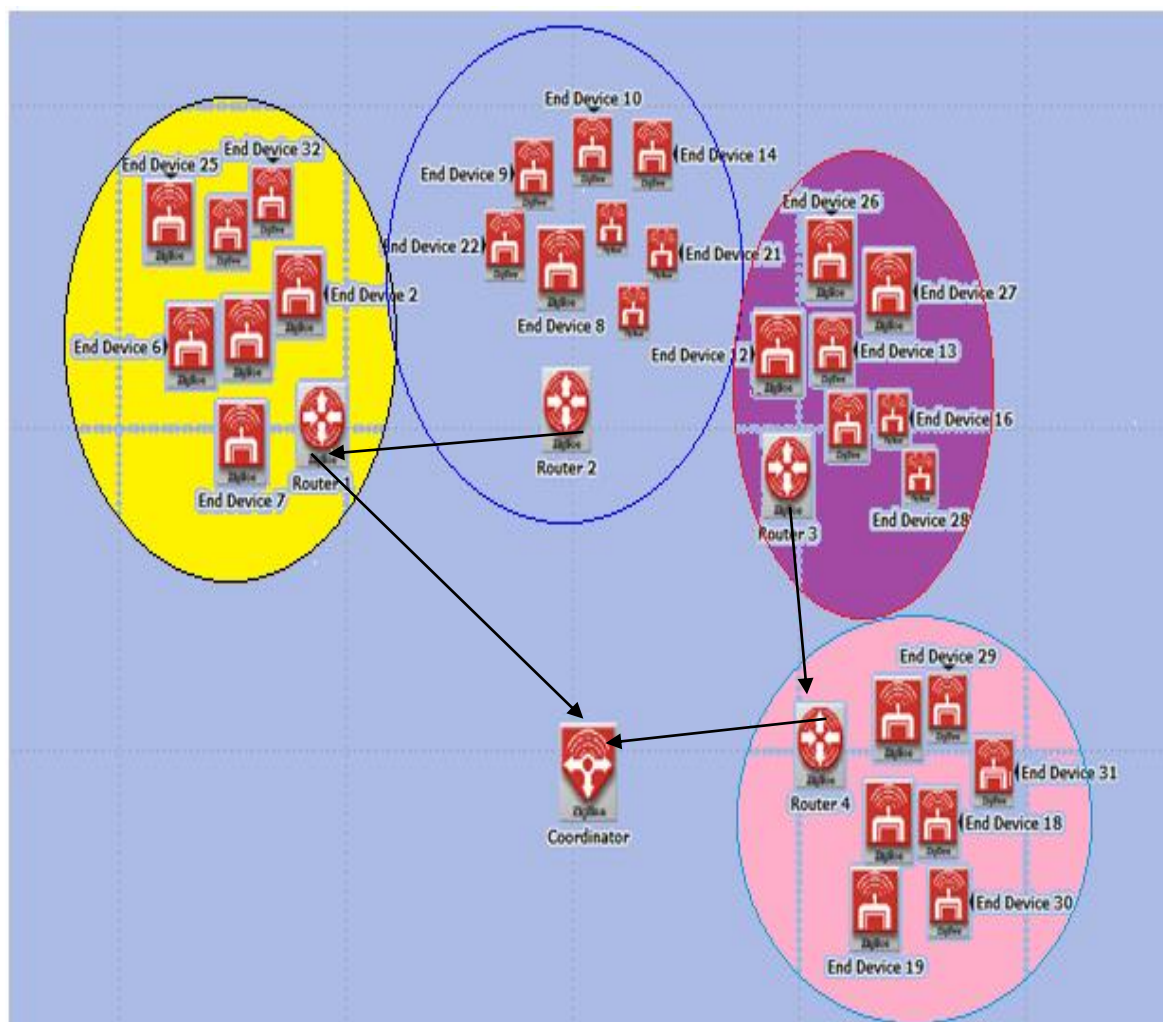 End Device 10
End Device 32
End Device 25
End Device 9
End Device 14
End Device 22
End Device 21
End Device 2
End Device 6
End Device 8
End Device 7
Router 1
Router 2
End Device 26
End Device 27
End Device 12
End Device 13
End Device 16
End Device 28
Router 3
End Device 29
End Device 31
Router 4
End Device 18
End Device 30
End Device 19
Coordinator